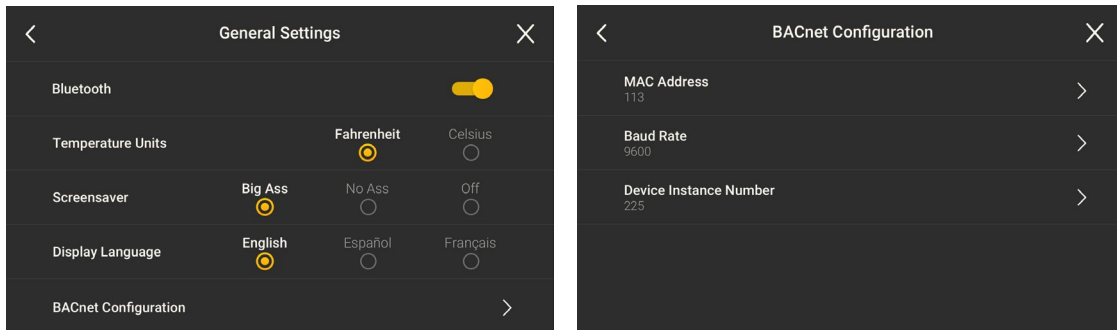 General Settings
Bluetooth
Temperature Units Fahrenheit Celsius
Screensaver Big Ass No Ass Off
Display Language English Español Français
BACnet Configuration
BACnet Configuration
MAC Address
113
Baud Rate
9600
Device Instance Number
225